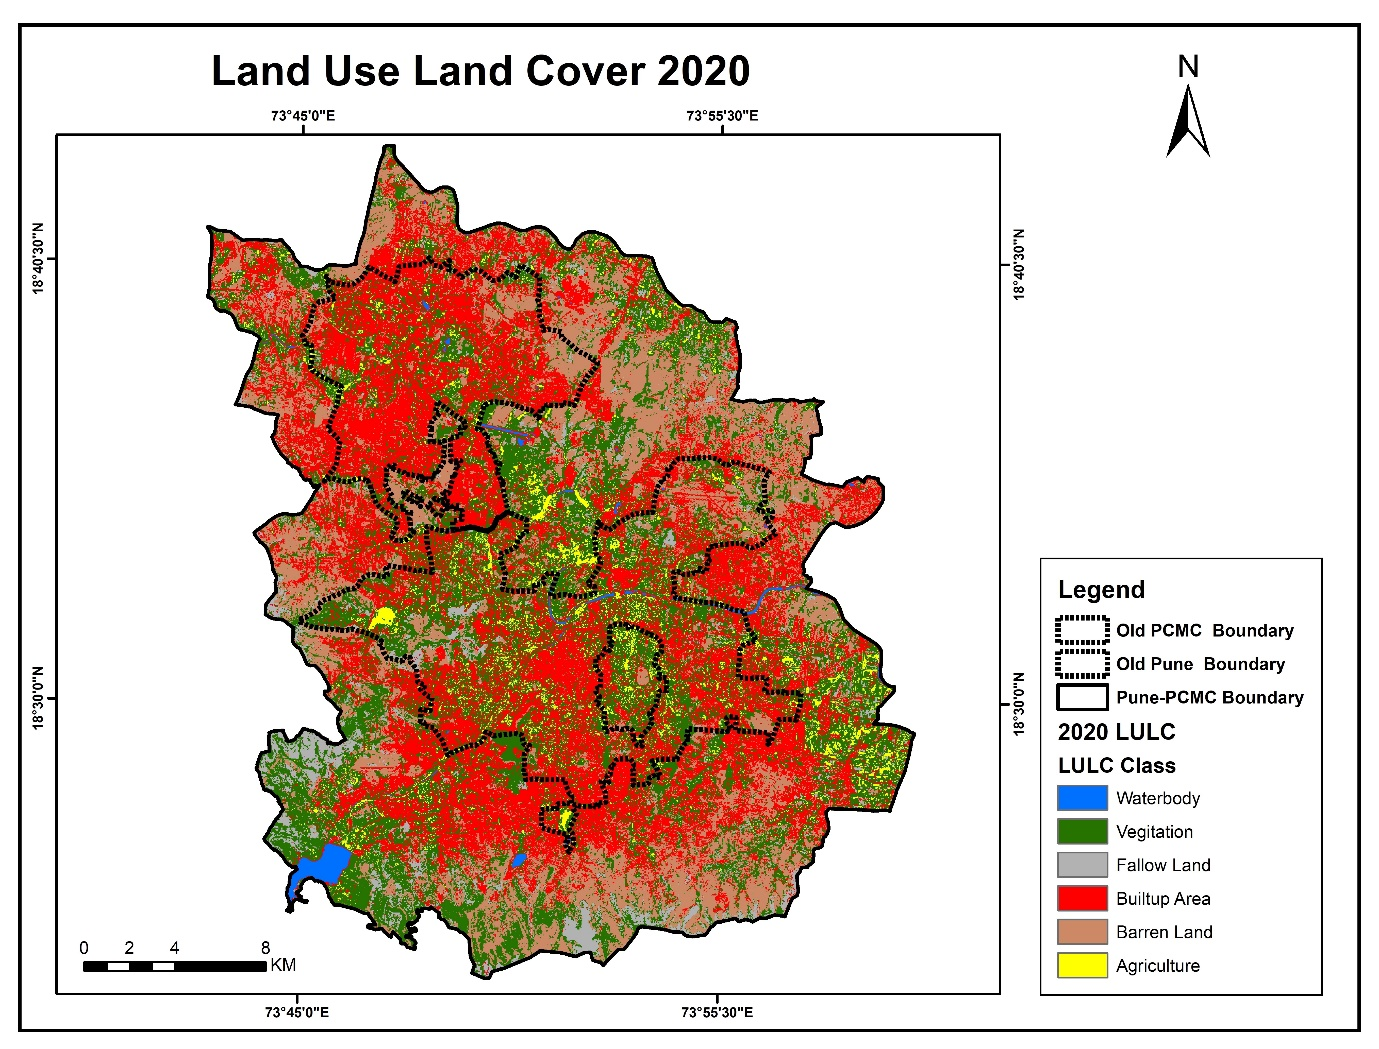 Land Use Land Cover 2020
N
73°45'0"E
73°55'30"E
18°40'30"N
18°40'30"N
18°30'0"N
18°30'0"N
Legend
Old PCMC Boundary
Old Pune Boundary
Pune-PCMC Boundary
2020 LULC
LULC Class
Waterbody
Vegitation
Fallow Land
Builtup Area
Barren Land
Agriculture
0 2 4 8
KM
73°45'0"E
73°55'30"E